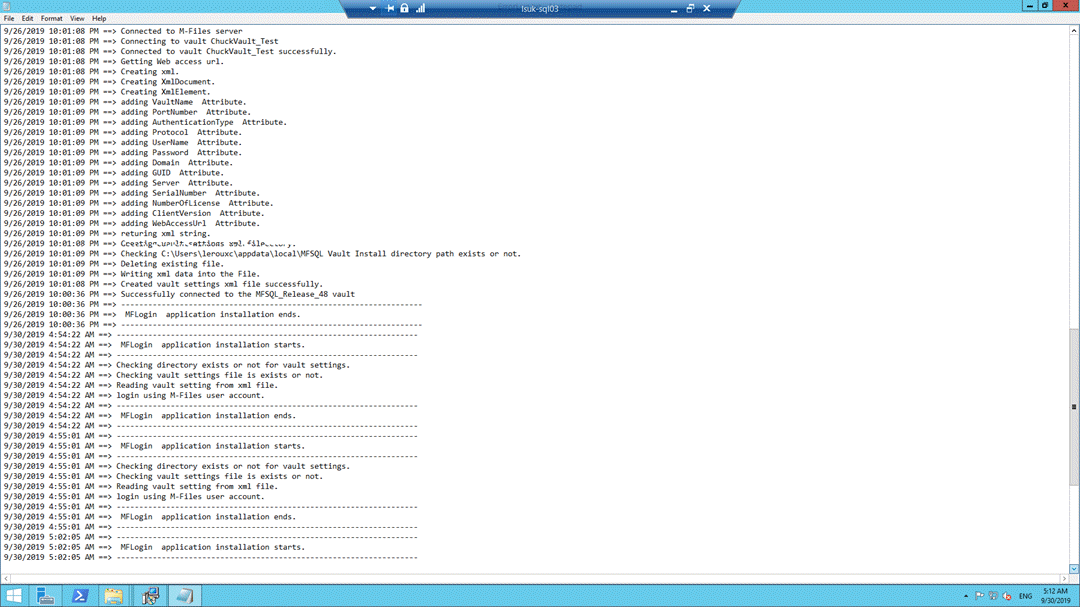 lsuk-sql03
File Edit Format View Help
9/26/2019 10:01:08 PM ==> Connected to M-Files server
9/26/2019 10:01:08 PM ==> Connecting to vault ChuckVault_Test
9/26/2019 10:01:08 PM ==> Connected to vault ChuckVault_Test successfully.
9/26/2019 10:01:08 PM ==> Getting Web access url.
9/26/2019 10:01:08 PM ==> Creating xml.
9/26/2019 10:01:09 PM ==> Creating XmlDocument.
9/26/2019 10:01:09 PM ==> Creating XmlElement.
9/26/2019 10:01:09 PM ==> adding VaultName  Attribute.
9/26/2019 10:01:09 PM ==> adding PortNumber  Attribute.
9/26/2019 10:01:09 PM ==> adding AuthenticationType  Attribute.
9/26/2019 10:01:09 PM ==> adding Protocol  Attribute.
9/26/2019 10:01:09 PM ==> adding UserName  Attribute.
9/26/2019 10:01:09 PM ==> adding Password  Attribute.
9/26/2019 10:01:09 PM ==> adding Domain  Attribute.
9/26/2019 10:01:09 PM ==> adding GUID  Attribute.
9/26/2019 10:01:09 PM ==> adding Server  Attribute.
9/26/2019 10:01:09 PM ==> adding SerialNumber  Attribute.
9/26/2019 10:01:09 PM ==> adding NumberOfLicense  Attribute.
9/26/2019 10:01:09 PM ==> adding ClientVersion  Attribute.
9/26/2019 10:01:09 PM ==> adding WebAccessUrl  Attribute.
9/26/2019 10:01:09 PM ==> returing xml string.
9/26/2019 10:01:08 PM ==>
9/26/2019 10:01:09 PM ==> Checking C:\Users\lerouxc\appdata\local\MFSQL Vault Install directory path exists or not.
9/26/2019 10:01:09 PM ==> Deleting existing file.
9/26/2019 10:01:09 PM ==> Writing xml data into the File.
9/26/2019 10:01:08 PM ==> Created vault settings xml file successfully.
9/26/2019 10:00:36 PM ==> Successfully connected to the MFSQL_Release_48 vault
9/26/2019 10:00:36 PM ==> --------------------------------------------------------------------
9/26/2019 10:00:36 PM ==>  MFLogin  application installation ends.
9/26/2019 10:00:36 PM ==> --------------------------------------------------------------------
9/30/2019 4:54:22 AM ==> --------------------------------------------------------------------
9/30/2019 4:54:22 AM ==>  MFLogin  application installation starts.
9/30/2019 4:54:22 AM ==> --------------------------------------------------------------------
9/30/2019 4:54:22 AM ==> Checking directory exists or not for vault settings.
9/30/2019 4:54:22 AM ==> Checking vault settings file is exists or not.
9/30/2019 4:54:22 AM ==> Reading vault setting from xml file.
9/30/2019 4:54:22 AM ==> login using M-Files user account.
9/30/2019 4:54:22 AM ==> --------------------------------------------------------------------
9/30/2019 4:54:22 AM ==>  MFLogin  application installation ends.
9/30/2019 4:54:22 AM ==> --------------------------------------------------------------------
9/30/2019 4:55:01 AM ==> --------------------------------------------------------------------
9/30/2019 4:55:01 AM ==>  MFLogin  application installation starts.
9/30/2019 4:55:01 AM ==> --------------------------------------------------------------------
9/30/2019 4:55:01 AM ==> Checking directory exists or not for vault settings.
9/30/2019 4:55:01 AM ==> Checking vault settings file is exists or not.
9/30/2019 4:55:01 AM ==> Reading vault setting from xml file.
9/30/2019 4:55:01 AM ==> login using M-Files user account.
9/30/2019 4:55:01 AM ==> --------------------------------------------------------------------
9/30/2019 4:55:01 AM ==>  MFLogin  application installation ends.
9/30/2019 4:55:01 AM ==> --------------------------------------------------------------------
9/30/2019 5:02:05 AM ==> --------------------------------------------------------------------
9/30/2019 5:02:05 AM ==>  MFLogin  application installation starts.
9/30/2019 5:02:05 AM ==> --------------------------------------------------------------------
ENG
5:12 AM
9/30/2019